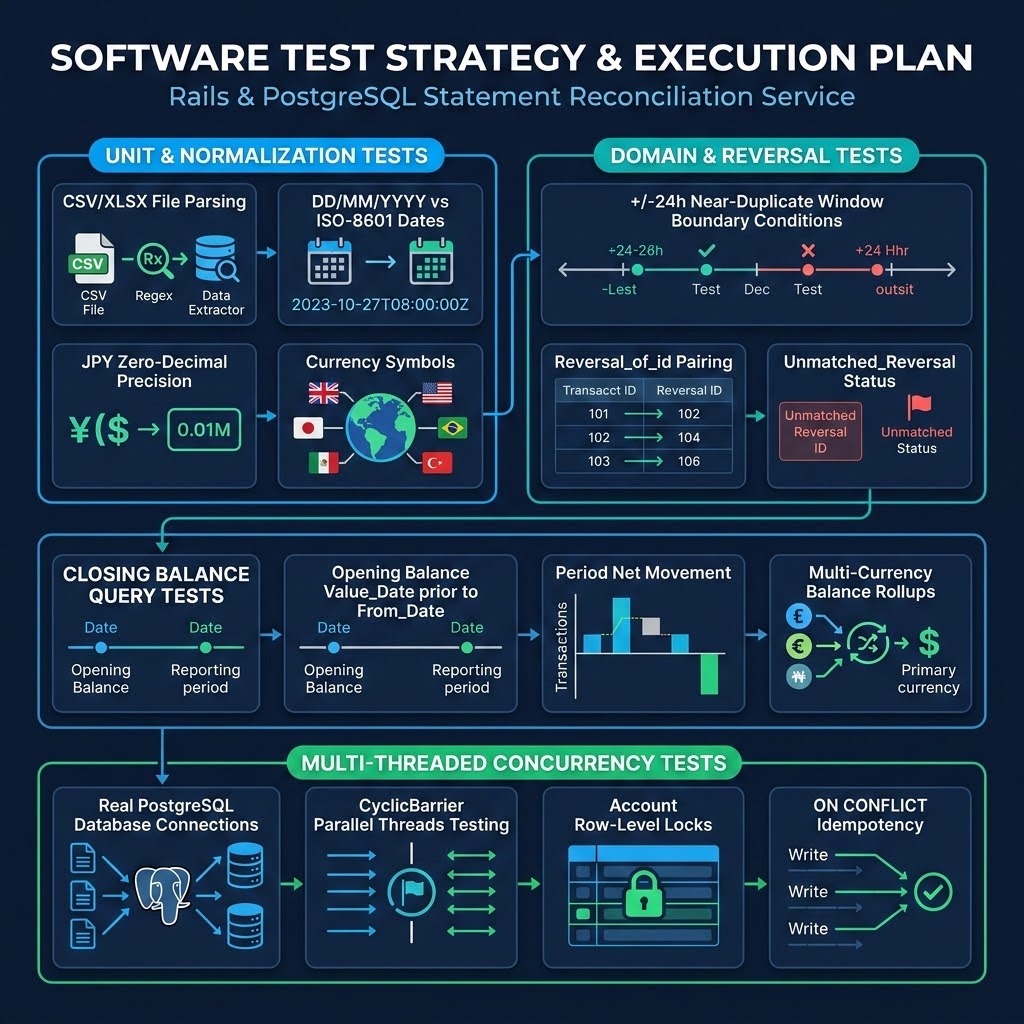 SOFTWARE TEST STRATEGY & EXECUTION PLAN
Rails & PostgreSQL Statement Reconciliation Service
UNIT & NORMALIZATION TESTS
CSV/XLSX File Parsing
CSV
Rx
CSV
File
Regex
Data
Extractor
DD/MM/YYYY vs
ISO-8601 Dates
2023-10-27T08:00:00Z
JPY Zero-Decimal
Precision
¥($
0.01M
Currency Symbols
DOMAIN & REVERSAL TESTS
+/-24h Near-Duplicate Window
Boundary Conditions
+24-26h
+24 Hhr
-Lest
Test
Dec
Test
outsit
Reversal_of_id Pairing
Transacct ID Reversal ID
101 102
102 104
103 106
Unmatched_Reversal
Status
Unmatched
Reversal
ID
Unmatched
Status
CLOSING BALANCE
QUERY TESTS
Date Date
Opening
Balance
Reporting
period
Opening Balance
Value_Date prior to
From_Date
Date Date
Opening
Balance
Reporting
period
Period Net Movement
Transactions
Multi-Currency
Balance Rollups
£
€
₩
$
Primary
currency
MULTI-THREADED CONCURRENCY TESTS
Real PostgreSQL
Database Connections
CyclicBarrier
Parallel Threads Testing
Account
Row-Level Locks
ON CONFLICT
Idempotency
Write
Write
Write